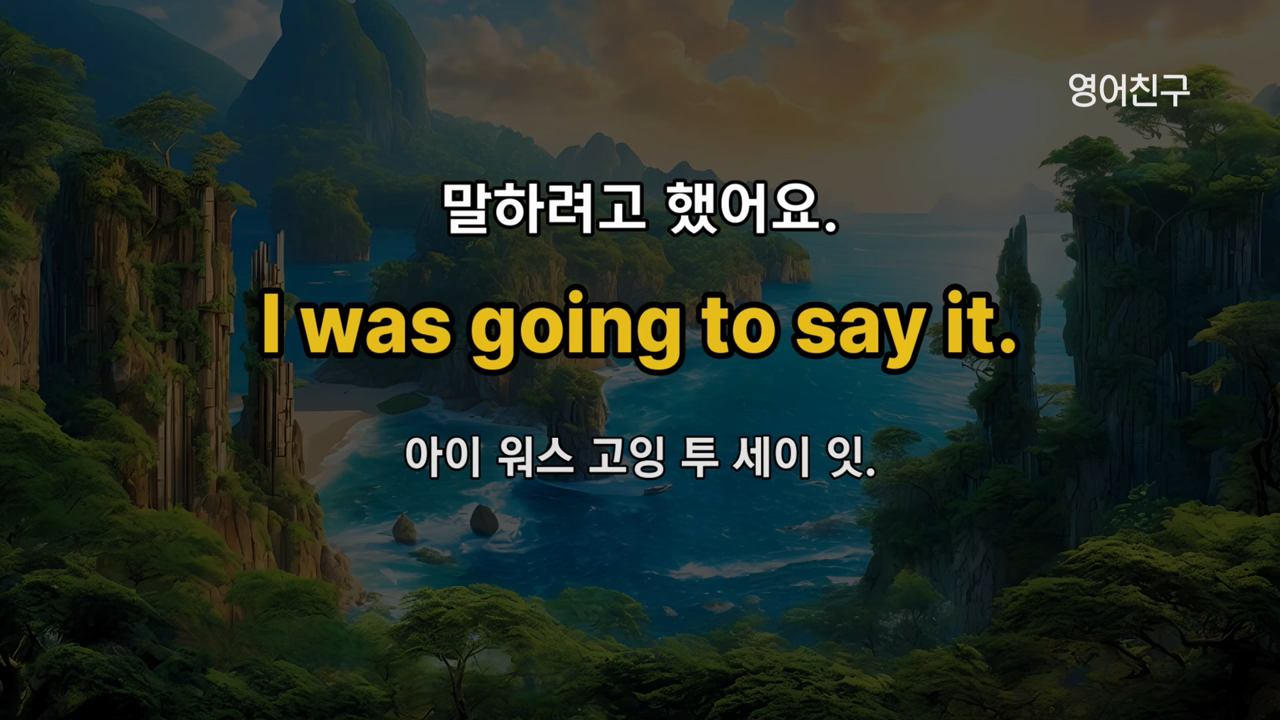 영어친구
말하려고 했어요.
I was going to say it.
아이 워스 고잉 투 세이 잇.